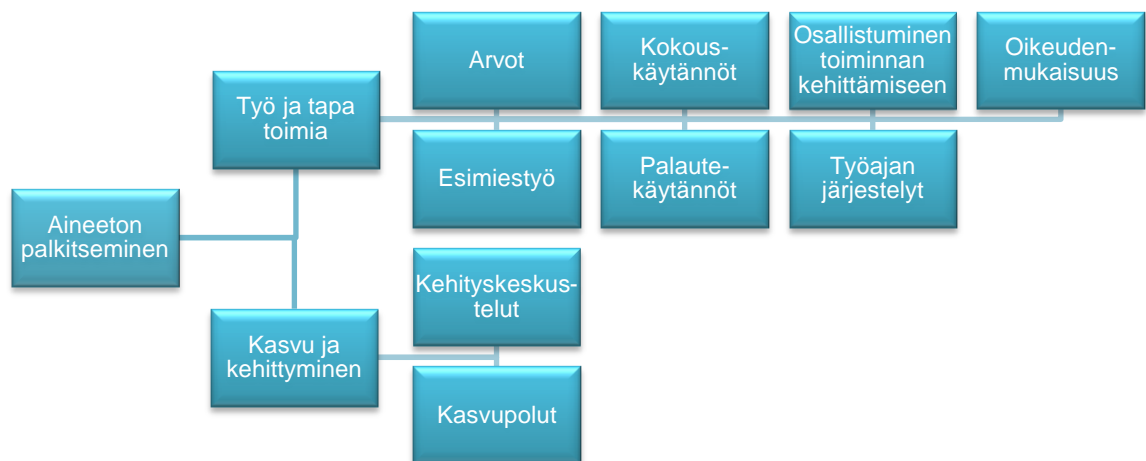 Arvot
Kokous-
käytännöt
Osallistuminen
toiminnan
kehittämiseen
Oikeuden-
mukaisuus
Työ ja tapa
toimia
Esimiestyö
Palaute-
käytännöt
Työajan
järjestelyt
Aineeton
palkitseminen
Kehityskeskus-
telut
Kasvu ja
kehittyminen
Kasvupolut